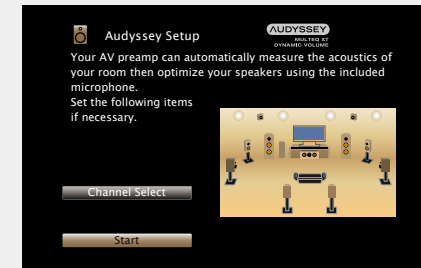 Audyssey Setup
AUDYSSEY
MULTEQ XT
DYNAMIC VOLUME
Your AV preamp can automatically measure the acoustics of
your room then optimize your speakers using the included
microphone.
Set the following items
if necessary.
Channel Select
Start